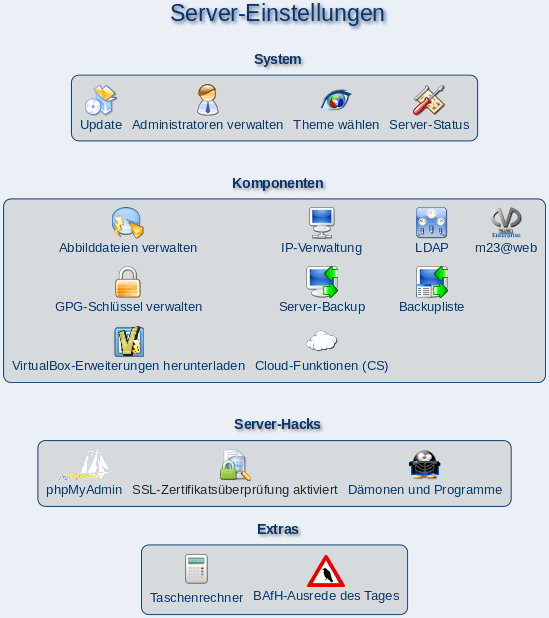 Server-Einstellungen
System
Update Administratoren verwalten Theme wählen Server-Status
Komponenten
Abbilddateien verwalten IP-Verwaltung LDAP m23@web
GPG-Schlüssel verwalten Server-Backup Backupliste
VirtualBox-Erweiterungen herunterladen Cloud-Funktionen (CS)
Server-Hacks
phpMyAdmin SSL-Zertifikatsüberprüfung aktiviert Dämonen und Programme
Extras
Taschenrechner BAfH-Ausrede des Tages